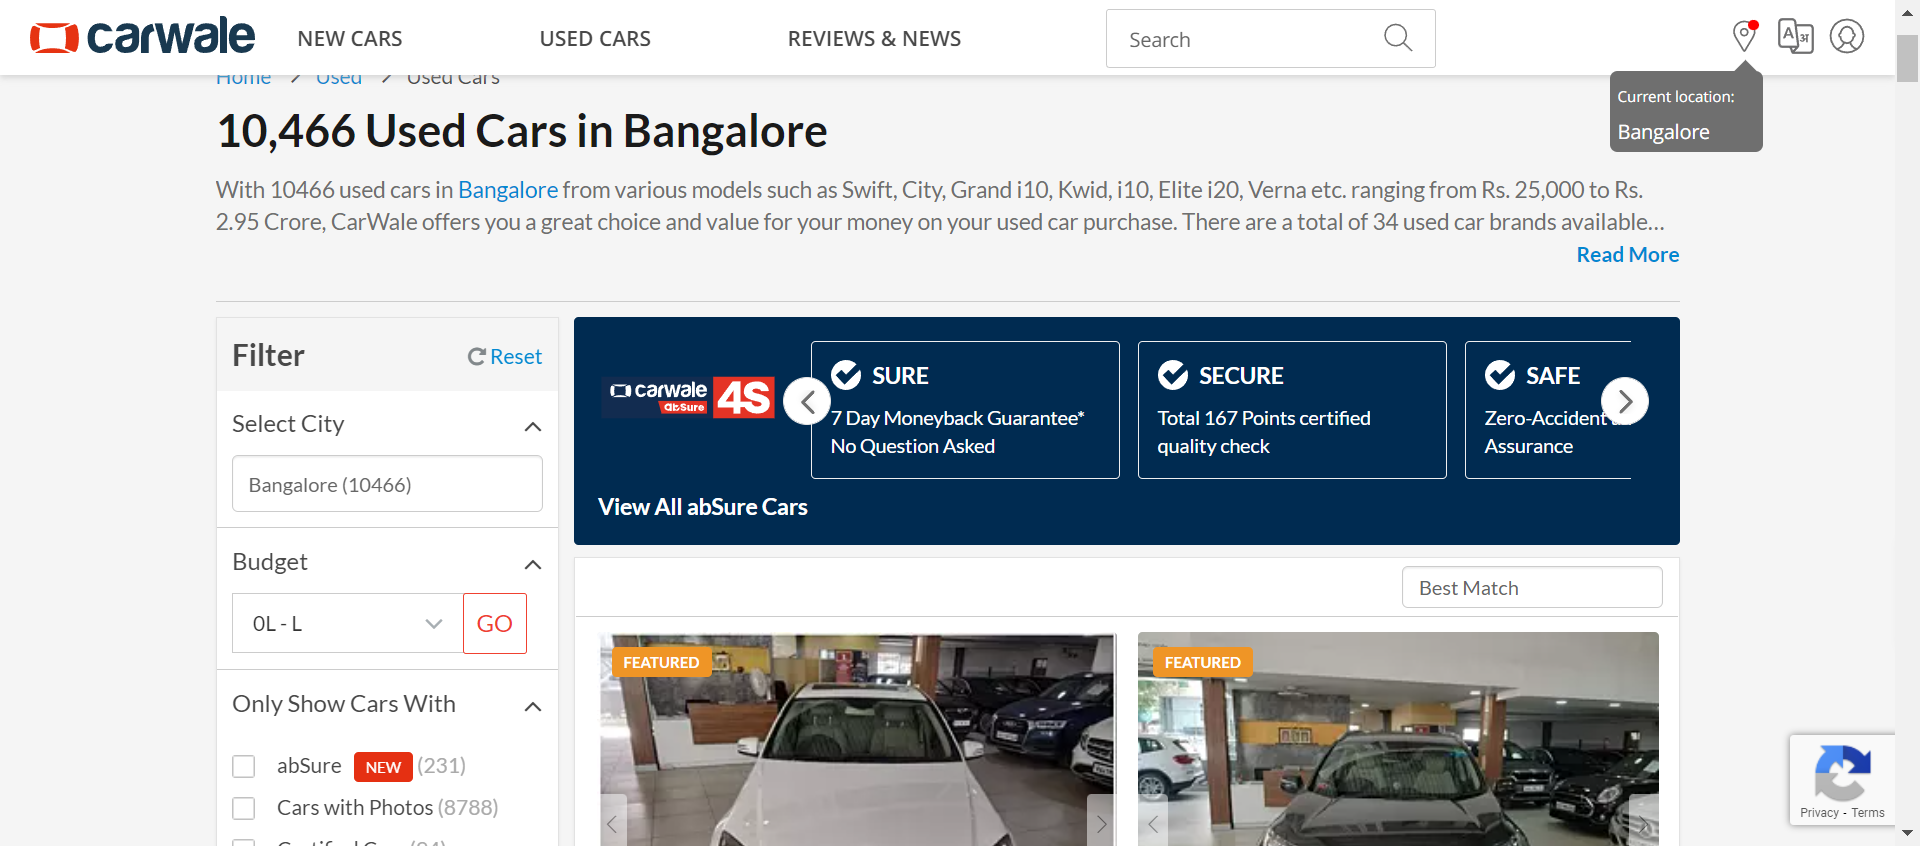 carwale NEW CARS USED CARS REVIEWS & NEWS Search
Home Used Used Cars
Current location:
Bangalore
10,466 Used Cars in Bangalore
With 10466 used cars in Bangalore from various models such as Swift, City, Grand i10, Kwid, i10, Elite i20, Verna etc. ranging from Rs. 25,000 to Rs.
2.95 Crore, CarWale offers you a great choice and value for your money on your used car purchase. There are a total of 34 used car brands available...
Read More
Filter
Reset
Select City
Bangalore (10466)
Budget
0L - L
GO
Only Show Cars With
abSure NEW (231)
Cars with Photos (8788)
carwale
abSure
4S
SURE
7 Day Moneyback Guarantee*
No Question Asked
SECURE
Total 167 Points certified
quality check
SAFE
Zero-Accident
Assurance
View All abSure Cars
Best Match
FEATURED
FEATURED
Privacy - Terms